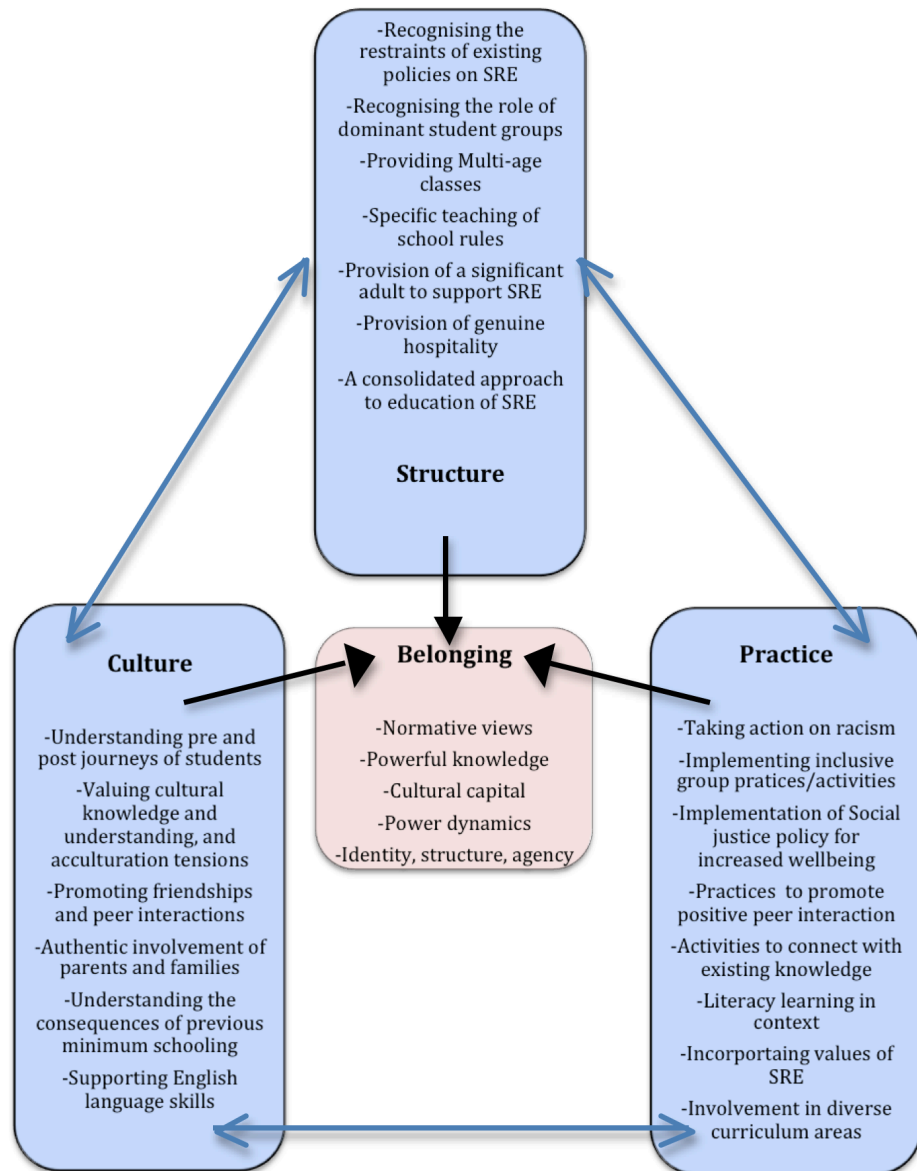 -Recognising the
restraints of existing
policies on SRE
-Recognising the role of
dominant student groups
-Providing Multi-age
classes
-Specific teaching of
school rules
-Provision of a significant
adult to support SRE
-Provision of genuine
hospitality
-A consolidated approach
to education of SRE
Structure
Culture
-Understanding pre and
post journeys of students
-Valuing cultural
knowledge and
understanding, and
acculturation tensions
-Promoting friendships
and peer interactions
-Authentic involvement of
parents and families
-Understanding the
consequences of previous
minimum schooling
-Supporting English
language skills
Belonging
-Normative views
-Powerful knowledge
-Cultural capital
-Power dynamics
-Identity, structure, agency
Practice
-Taking action on racism
-Implementing inclusive
group pratices/activities
-Implementation of Social
justice policy for
increased wellbeing
-Practices to promote
positive peer interaction
-Activities to connect with
existing knowledge
-Literacy learning in
context
-Incorportaing values of
SRE
-Involvement in diverse
curriculum areas